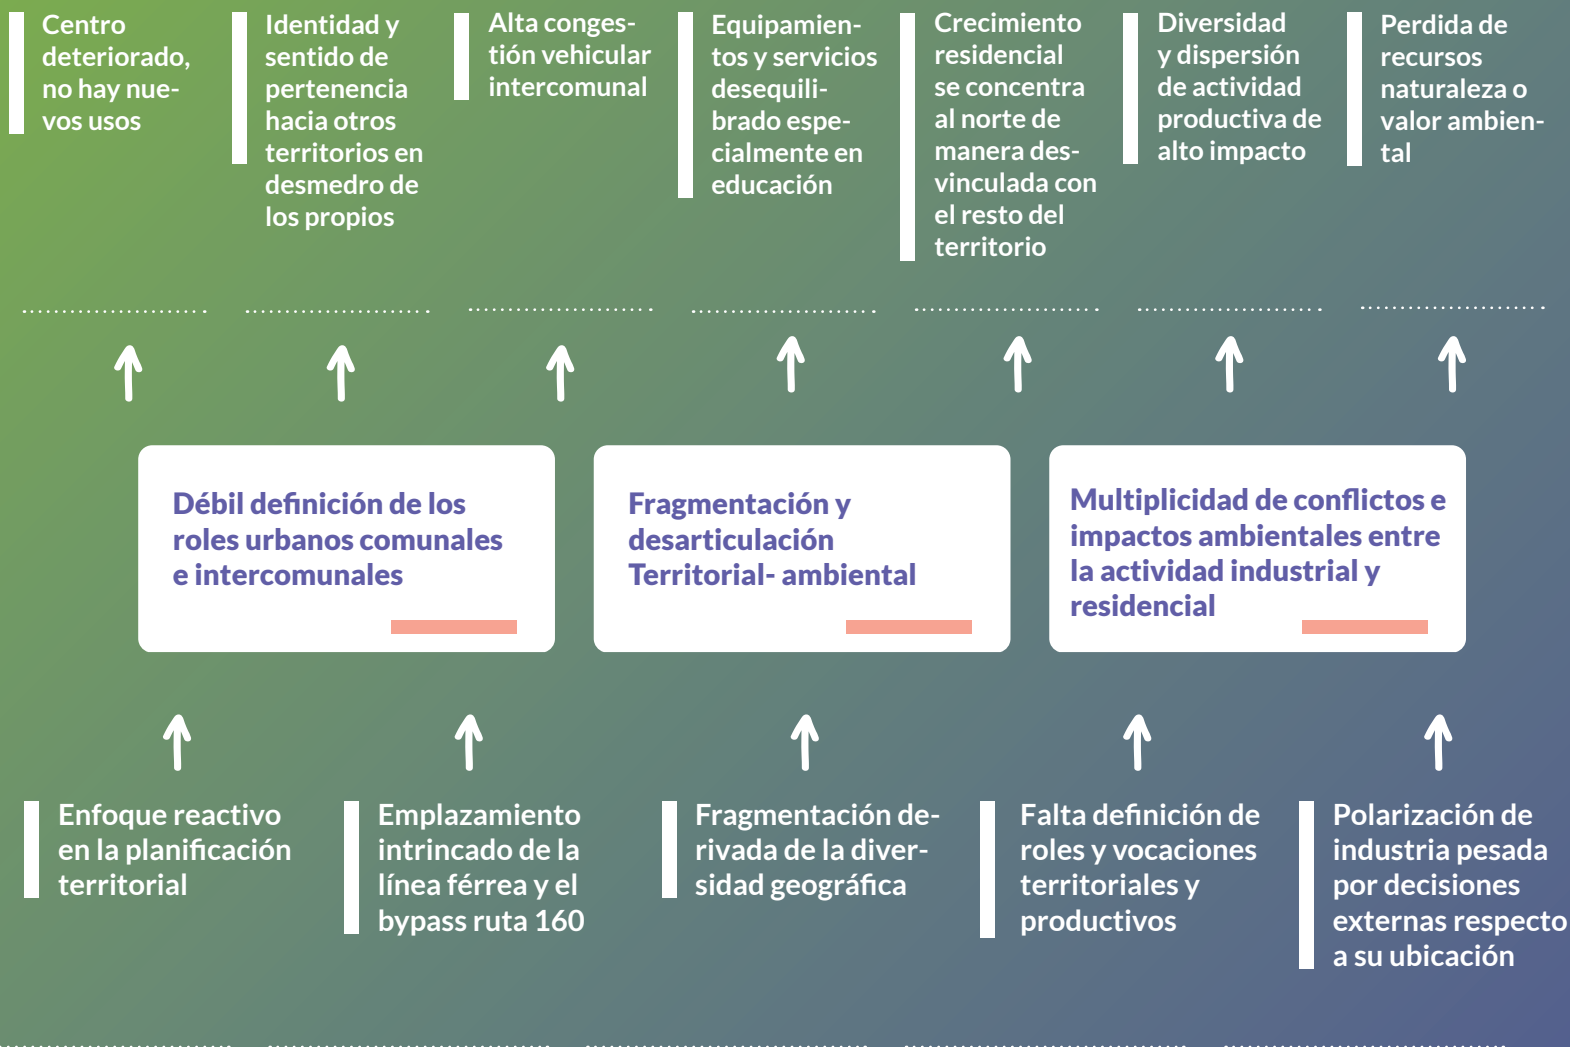 Centro
deteriorado,
no hay nue-
vos usos
Identidad y
sentido de
pertenencia
hacia otros
territorios en
desmedro de
los propios
Alta conges-
tión vehicular
intercomunal
Equipamien-
tos y servicios
desequili-
brado espe-
cialmente en
educación
Crecimiento
residencial
se concentra
al norte de
manera des-
vinculada con
el resto del
territorio
Diversidad
y dispersión
de actividad
productiva de
alto impacto
Perdida de
recursos
naturaleza o
valor ambien-
tal
Débil definición de los
roles urbanos comunales
e intercomunales
Fragmentación y
desarticulación
Territorial- ambiental
Multiplicidad de conflictos e
impactos ambientales entre
la actividad industrial y
residencial
Enfoque reactivo
en la planificación
territorial
Emplazamiento
intrincado de la
línea férrea y el
bypass ruta 160
Fragmentación de-
rivada de la diver-
sidad geográfica
Falta definición de
roles y vocaciones
territoriales y
productivos
Polarización de
industria pesada
por decisiones
externas respecto
a su ubicación